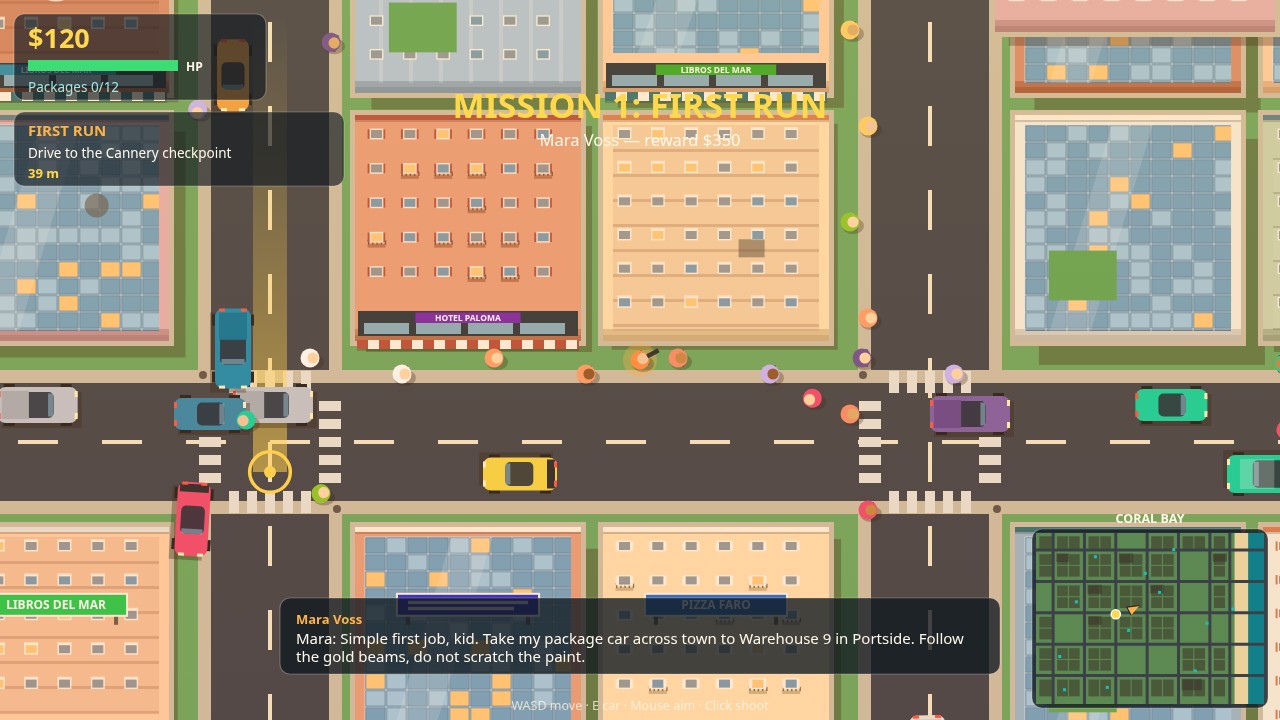 $120
HP
LIBROS DEL MAR
Packages 0/12
FIRST RUN
Drive to the Cannery checkpoint
39 m
LIBROS DEL MAR
MISSION 1: FIRST RUN
Mara Voss — reward $350
HOTEL PALOMA
CORAL BAY
LIBROS DEL MAR
PIZZA FARO
Mara Voss
Mara: Simple first job, kid. Take my package car across town to Warehouse 9 in Portside. Follow
the gold beams, do not scratch the paint.
WASD move · E car · Mouse aim · Click shoot